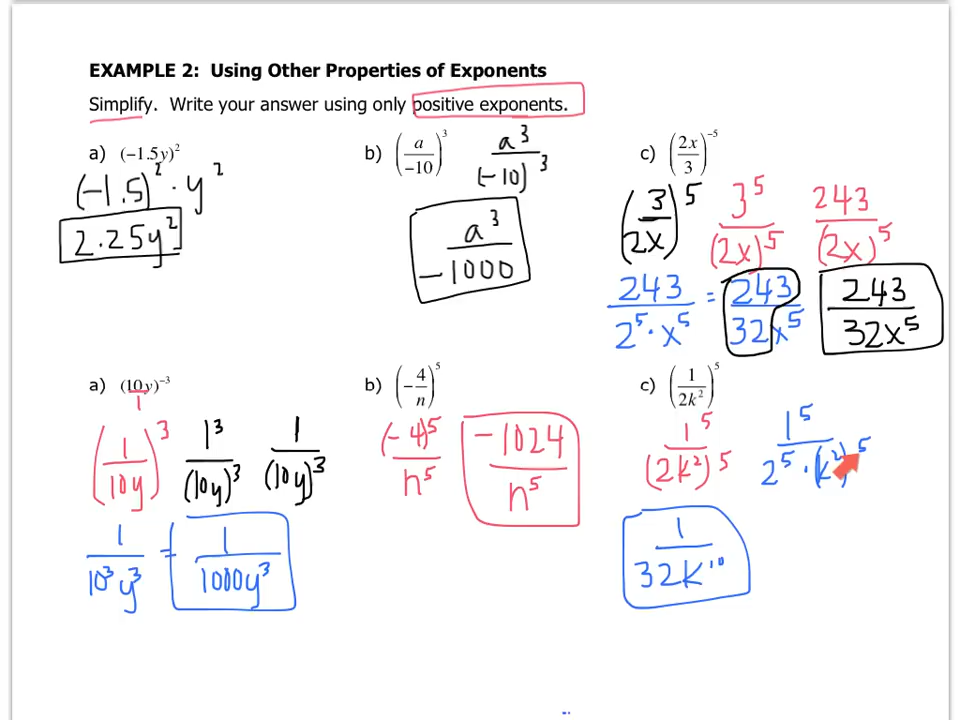 EXAMPLE 2: Using Other Properties of Exponents
Simplify. Write your answer using only positive exponents.
a) (−1.5y)²
(-1.5)² · y²
2.25y²
b) (a/−10)³
a³/(-10)³
a³/-1000
c) (2x/3)⁻⁵
(3/2x)⁵ 3⁵/(2x)⁵ 243/(2x)⁵
243/2⁵·x⁵ = 243/32x⁵ 243/32x⁵
a) (10y)⁻³
1
(1/10y)³ 1³/(10y)³ 1/(10y)³
1/10³y³ = 1/1000y³
b) (−4/n)⁵
(-4)⁵/n⁵ -1024/n⁵
c) (1/2k²)⁵
1⁵/(2k²)⁵ 1⁵/2⁵·(k²)⁵
1/32k¹⁰